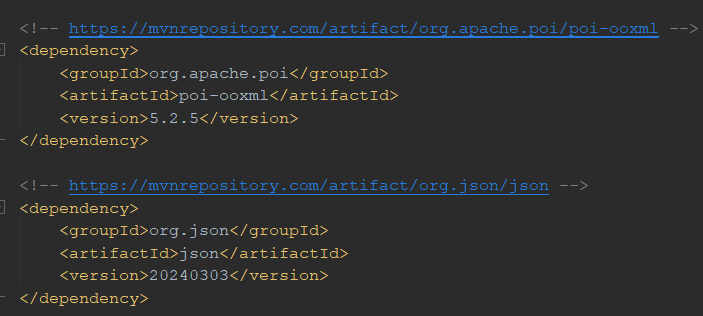 <!-- https://mvnrepository.com/artifact/org.apache.poi/poi-ooxml -->
<dependency>
    <groupId>org.apache.poi</groupId>
    <artifactId>poi-ooxml</artifactId>
    <version>5.2.5</version>
</dependency>

<!-- https://mvnrepository.com/artifact/org.json/json -->
<dependency>
    <groupId>org.json</groupId>
    <artifactId>json</artifactId>
    <version>20240303</version>
</dependency>